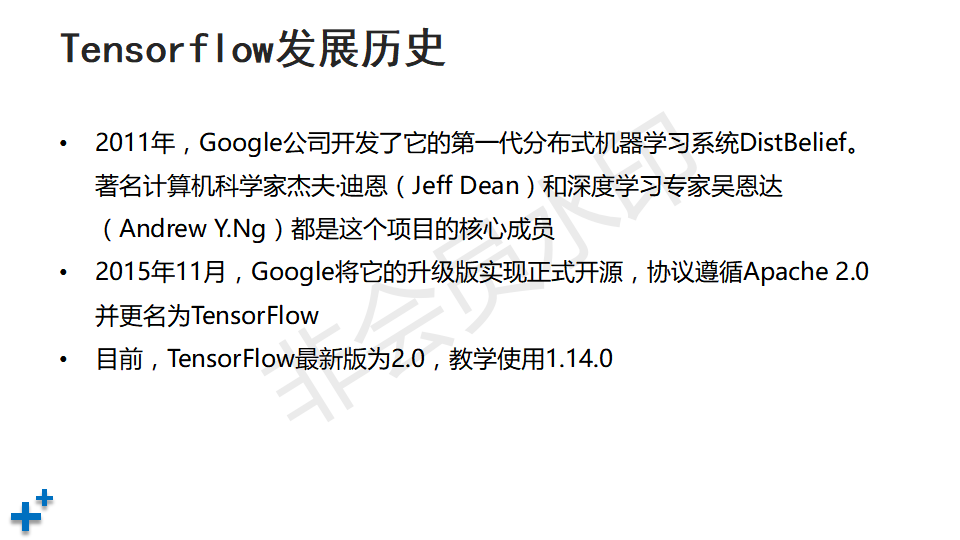 Tensorflow发展历史
• 2011年，Google公司开发了它的第一代分布式机器学习系统DistBelief。
著名计算机科学家杰夫·迪恩（Jeff Dean）和深度学习专家吴恩达
（Andrew Y.Ng）都是这个项目的核心成员
• 2015年11月，Google将它的升级版实现正式开源，协议遵循Apache 2.0
并更名为TensorFlow
• 目前，TensorFlow最新版为2.0，教学使用1.14.0
非会员水印